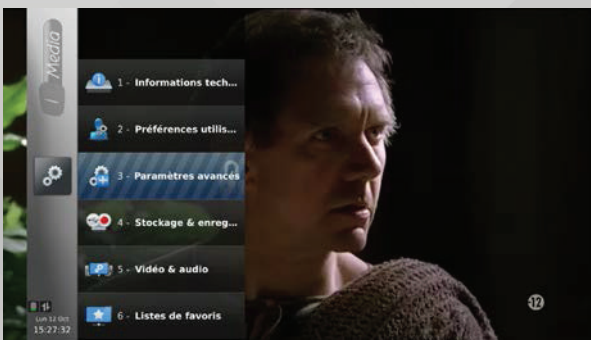 i Media
1 - Informations tech...
2 - Préférences utilis...
3 - Paramètres avancés
4 - Stockage & enreg...
5 - Vidéo & audio
6 - Listes de favoris
-12
Lun 12 Oct
15:27:32